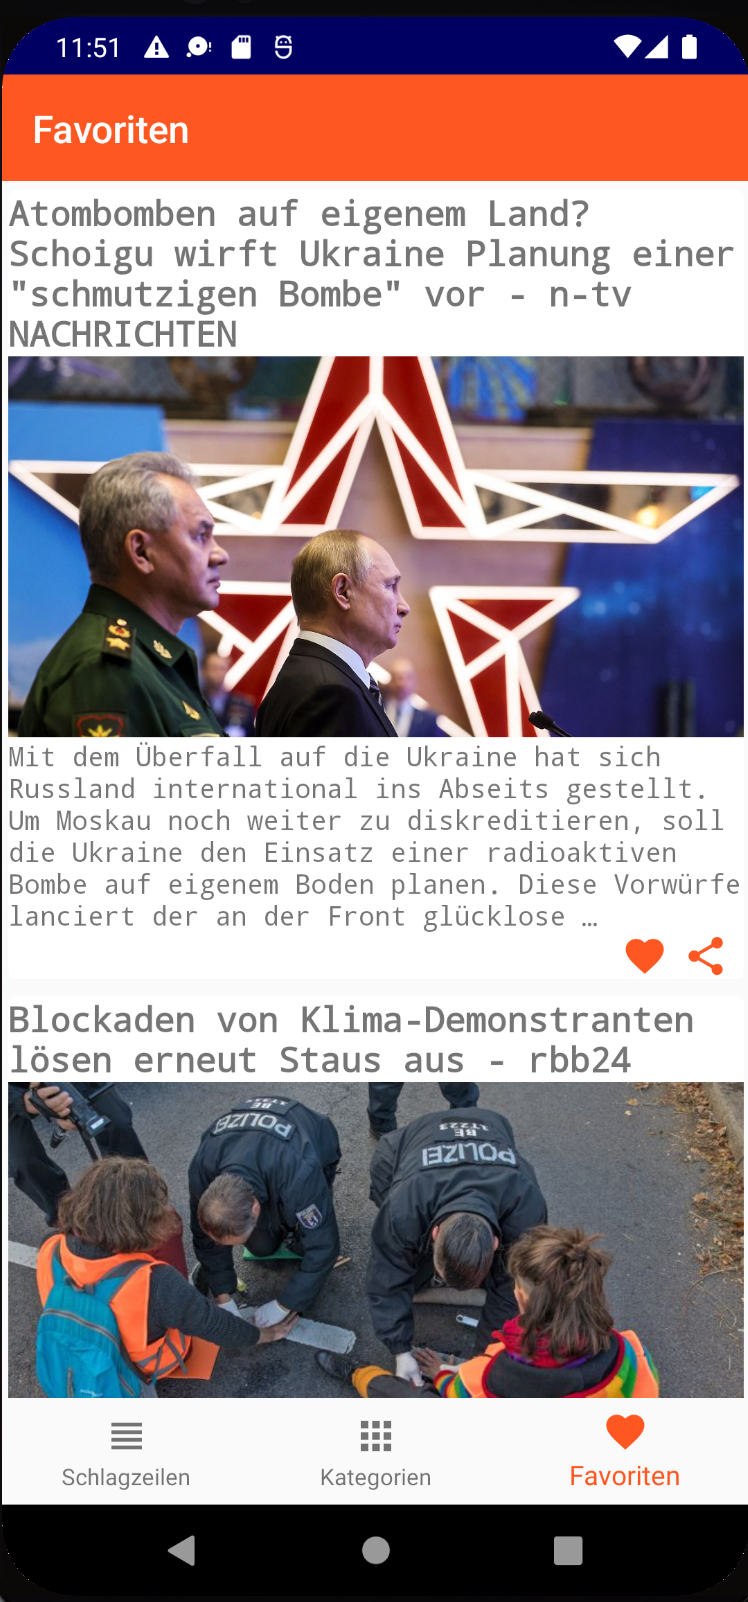 11:51
Favoriten
Atombomben auf eigenem Land?
Schoigu wirft Ukraine Planung einer
"schmutzigen Bombe" vor - n-tv
NACHRICHTEN
Mit dem Überfall auf die Ukraine hat sich
Russland international ins Abseits gestellt.
Um Moskau noch weiter zu diskreditieren, soll
die Ukraine den Einsatz einer radioaktiven
Bombe auf eigenem Boden planen. Diese Vorwürfe
lanciert der an der Front glücklose …
Blockaden von Klima-Demonstranten
lösen erneut Staus aus - rbb24
BE
POLIZEI
BE
POLIZEI
Schlagzeilen
Kategorien
Favoriten